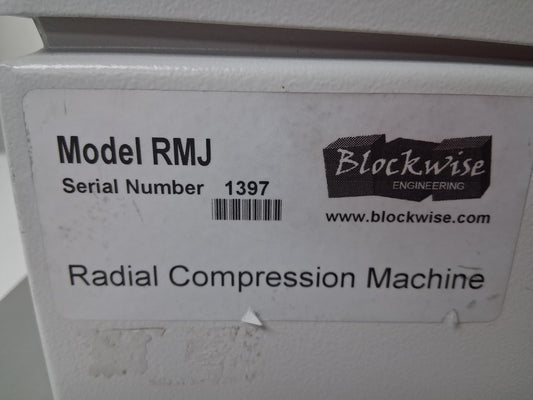 Model RMJ
Serial Number 1397
Blockwise
ENGINEERING
www.blockwise.com
Radial Compression Machine